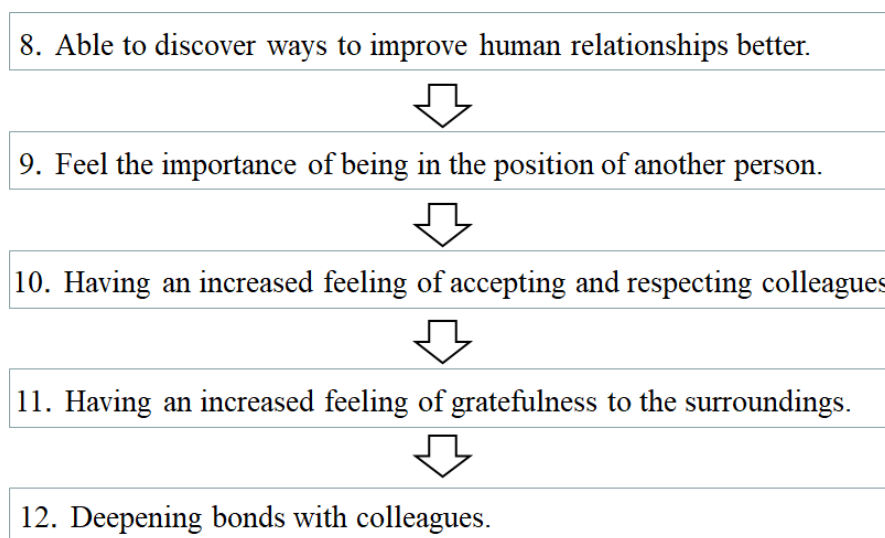 8. Able to discover ways to improve human relationships better.
9. Feel the importance of being in the position of another person.
10. Having an increased feeling of accepting and respecting colleagues
11. Having an increased feeling of gratefulness to the surroundings.
12. Deepening bonds with colleagues.